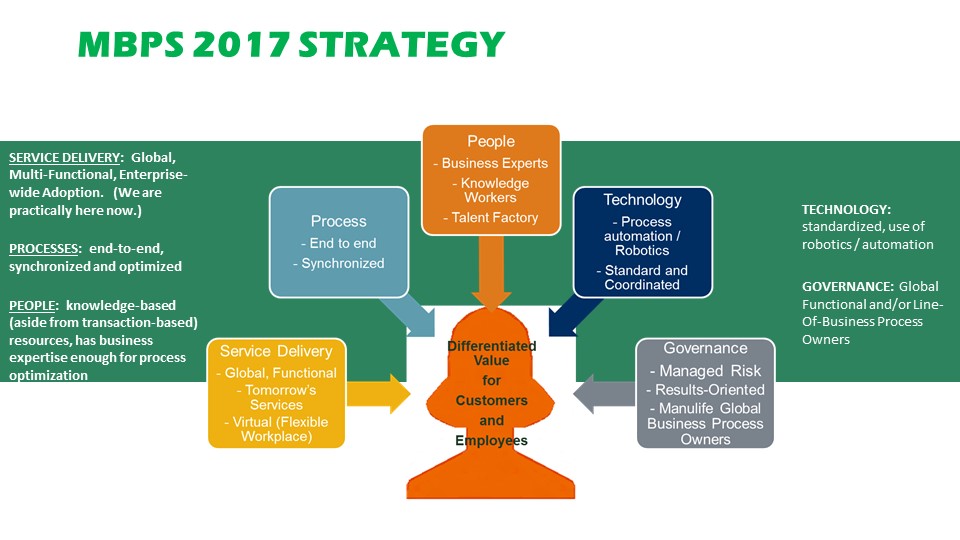 MBPS 2017 STRATEGY
SERVICE DELIVERY: Global,
Multi-Functional, Enterprise-
wide Adoption. (We are
practically here now.)
PROCESSES: end-to-end,
synchronized and optimized
PEOPLE: knowledge-based
(aside from transaction-based)
resources, has business
expertise enough for process
optimization
Service Delivery
- Global, Functional
- Tomorrow's
Services
- Virtual (Flexible
Workplace)
Process
- End to end
- Synchronized
People
- Business Experts
- Knowledge
Workers
- Talent Factory
Technology
- Process
automation /
Robotics
- Standard and
Coordinated
Governance
- Managed Risk
- Results-Oriented
- Manulife Global
Business Process
Owners
Differentiated
Value
for
Customers
and
Employees
TECHNOLOGY:
standardized, use of
robotics / automation
GOVERNANCE: Global
Functional and/or Line-
Of-Business Process
Owners